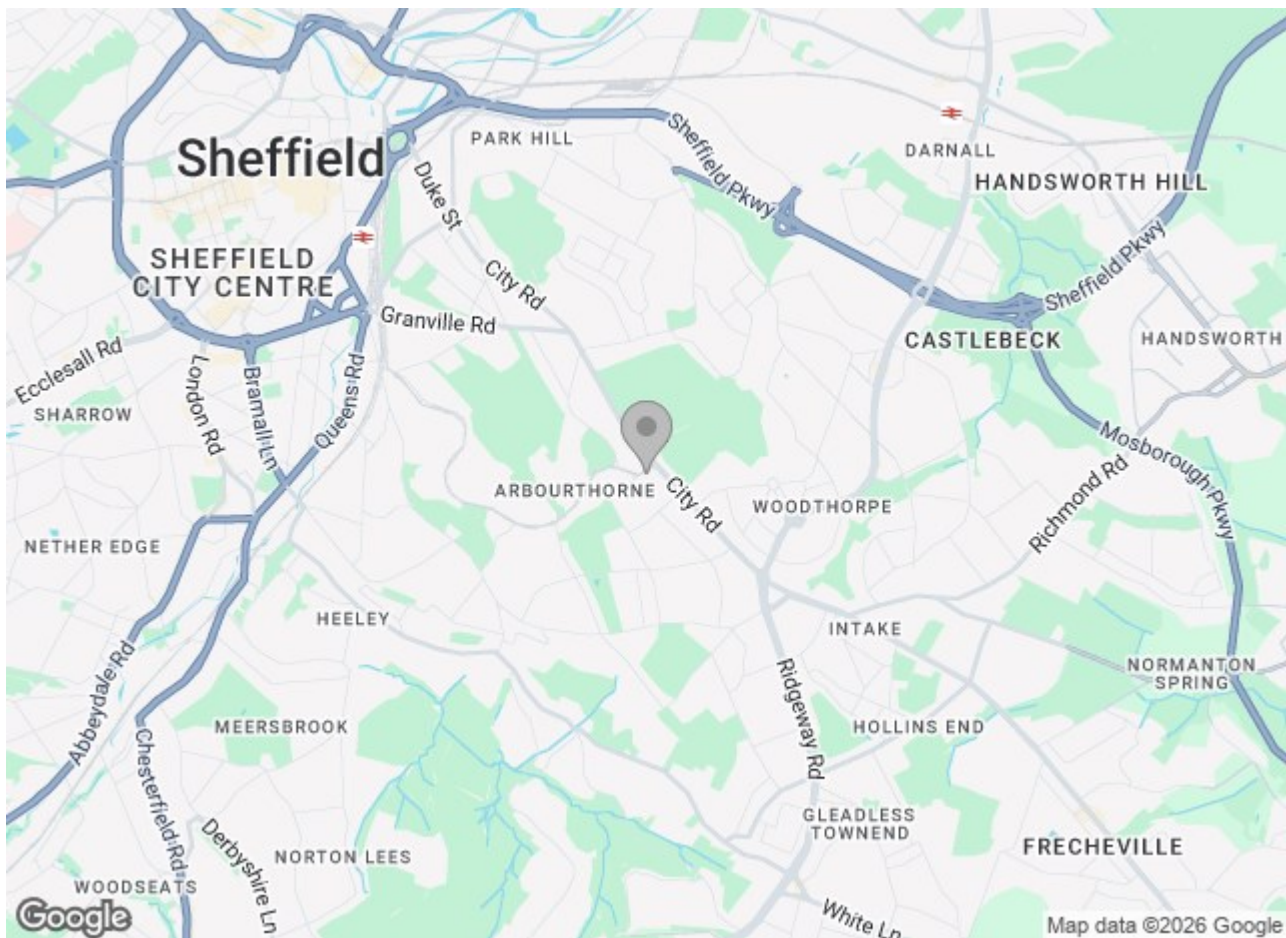 PARK HILL
Sheffield
Sheffield Pkwy
DARNALL
HANDSWORTH HILL
Duke St
SHEFFIELD
CITY CENTRE
City Rd
Sheffield Pkwy
Granville Rd
CASTLEBECK
HANDSWORTH
Ecclesall Rd
London Rd
Bramall Ln
Queens Rd
SHARROW
Mosborough Pkwy
Richmond Rd
ARBOURTHORNE
City Rd
WOODTHORPE
NETHER EDGE
HEELEY
INTAKE
Abbeydale Rd
Ridgeway Rd
NORMANTON
SPRING
MEERSBROOK
HOLLINS END
Chesterfield Rd
Derbyshire Ln
GLEADLESS
TOWNEND
NORTON LEES
FRECHEVILLE
WOODSEATS
White Ln
Google
Map data ©2026 Google